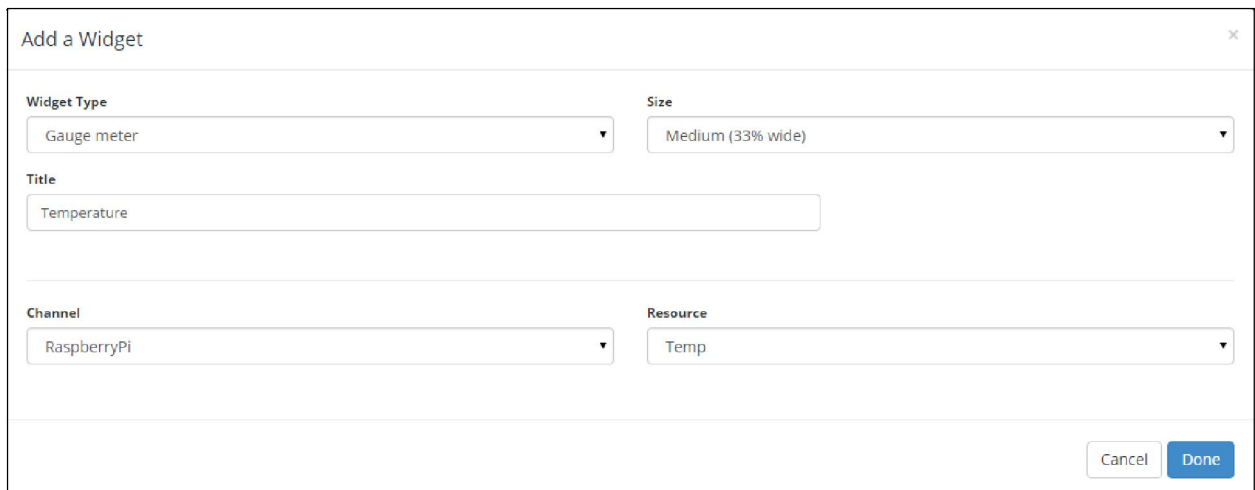 Add a Widget
×
Widget Type
Size
Gauge meter
Medium (33% wide)
Title
Temperature
Channel
Resource
RaspberryPi
Temp
Cancel
Done